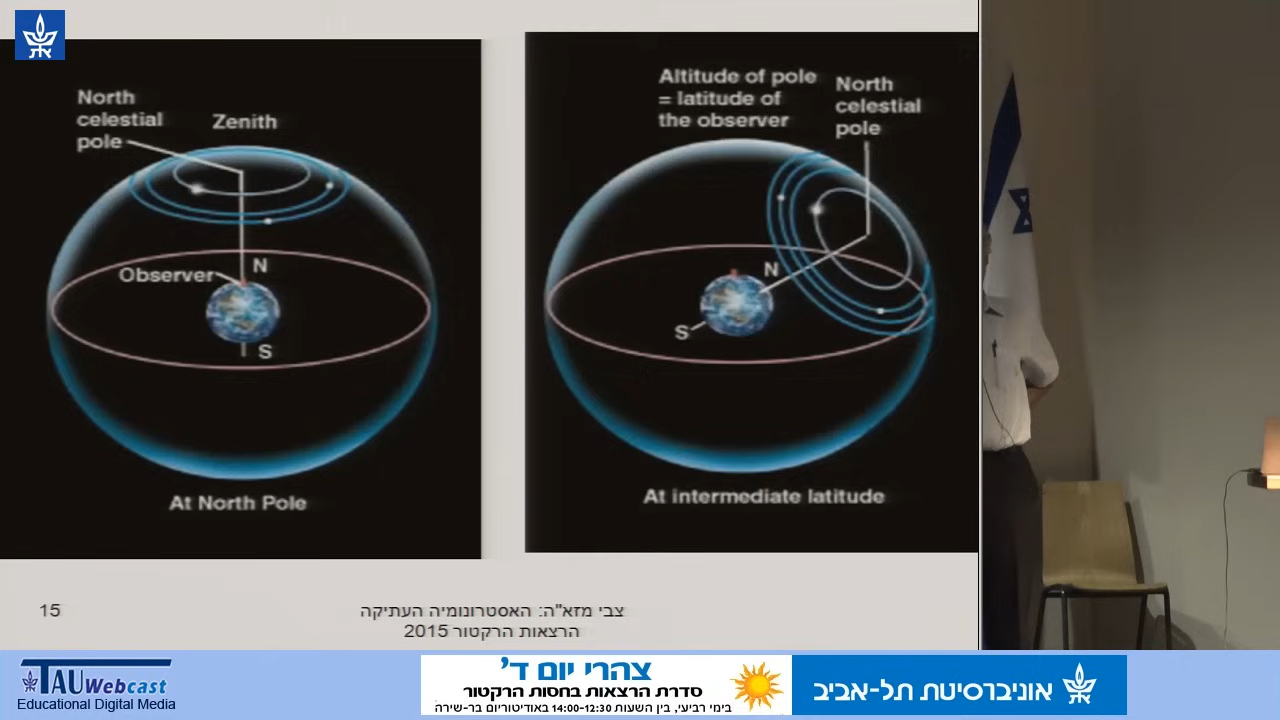 North
celestial
pole
Zenith
Observer
N
S
At North Pole
Altitude of pole
= latitude of
the observer
North
celestial
pole
N
S
At intermediate latitude
15
צבי מזא"ה: האסטרונומיה העתיקה
הרצאות הרקטור 2015
TAU Webcast
Educational Digital Media
צהרי יום ד'
סדרת הרצאות בחסות הרקטור
בימי רביעי, בין השעות 14:00-12:30 באודיטוריום בר-שירה
אוניברסיטת תל-אביב